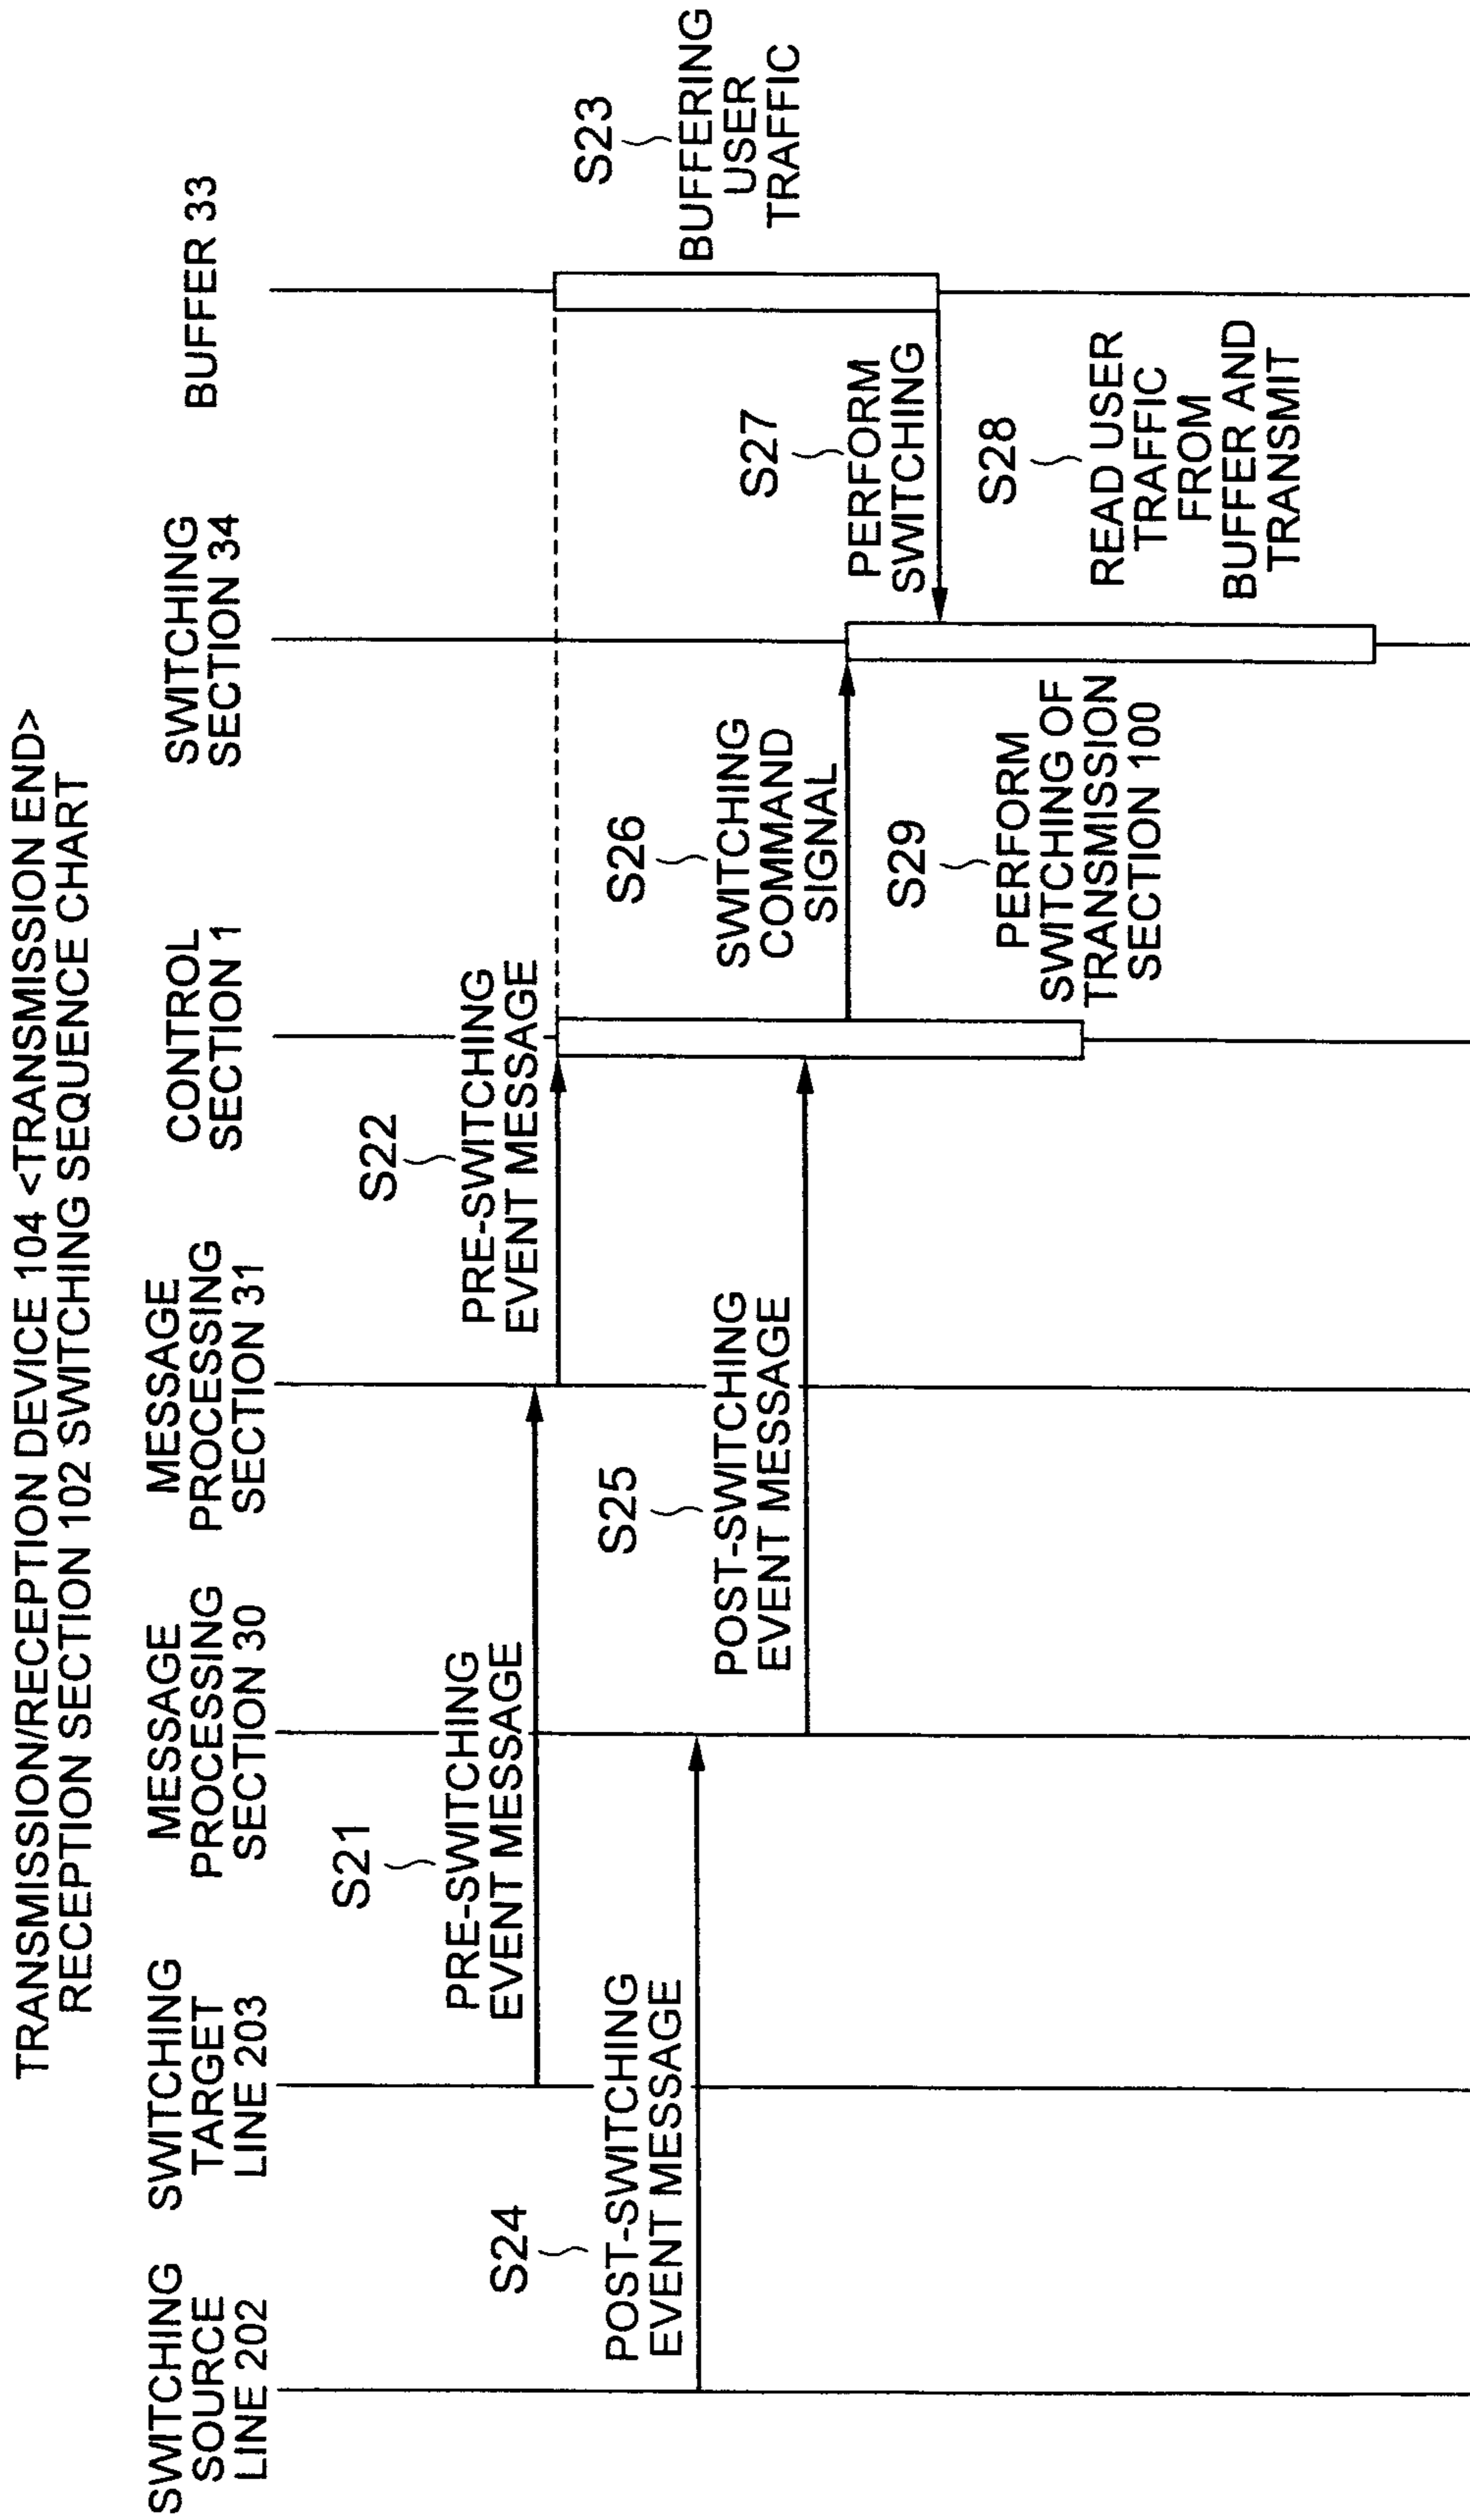 TRANSMISSION/RECEPTION DEVICE 104 <TRANSMISSION END>
RECEPTION SECTION 102 SWITCHING SEQUENCE CHART
SWITCHING
SOURCE
LINE 202
SWITCHING
TARGET
LINE 203
MESSAGE
PROCESSING
SECTION 30
MESSAGE
PROCESSING
SECTION 31
CONTROL
SECTION 1
SWITCHING
SECTION 34
BUFFER 33
S21
PRE-SWITCHING
EVENT MESSAGE
S22
PRE-SWITCHING
EVENT MESSAGE
S23
BUFFERING
USER
TRAFFIC
S24
POST-SWITCHING
EVENT MESSAGE
S25
POST-SWITCHING
EVENT MESSAGE
S26
SWITCHING
COMMAND
SIGNAL
S27
PERFORM
SWITCHING
S28
READ USER
TRAFFIC
FROM
BUFFER AND
TRANSMIT
S29
PERFORM
SWITCHING OF
TRANSMISSION
SECTION 100